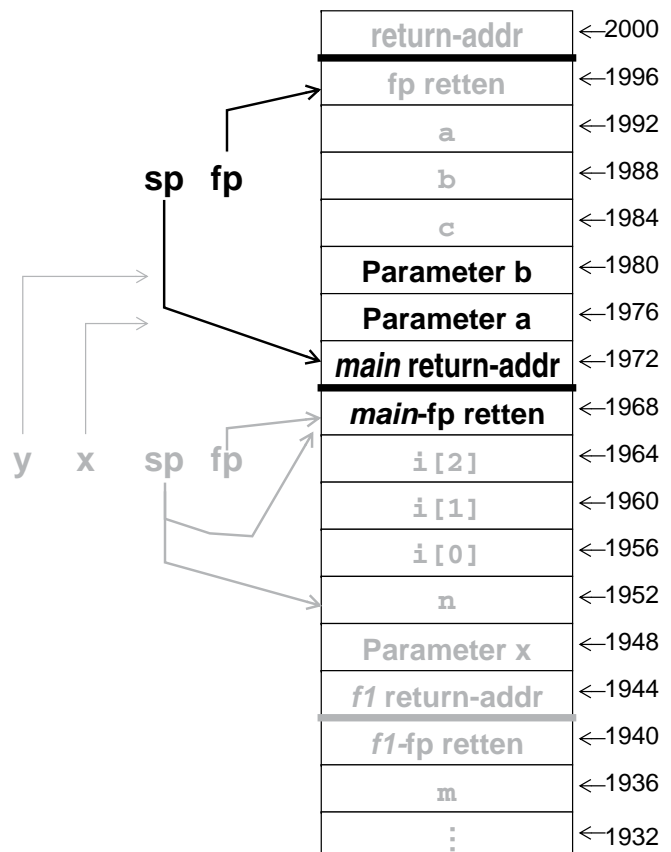 return-addr ←2000
fp retten ←1996
a ←1992
sp fp b ←1988
c ←1984
Parameter b ←1980
Parameter a ←1976
main return-addr ←1972
main-fp retten ←1968
y x sp fp i[2] ←1964
i[1] ←1960
i[0] ←1956
n ←1952
Parameter x ←1948
f1 return-addr ←1944
f1-fp retten ←1940
m ←1936
⋮ ←1932